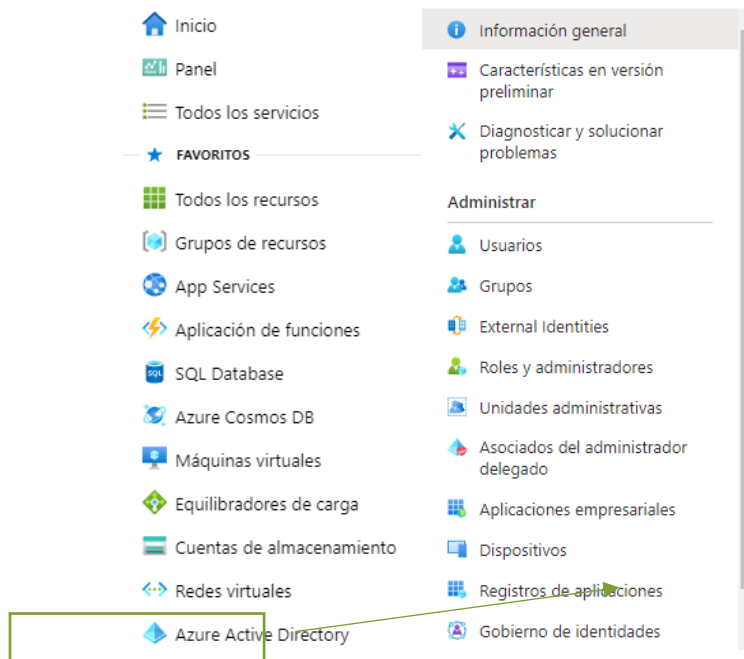 Inicio
Panel
Todos los servicios
FAVORITOS
Todos los recursos
Grupos de recursos
App Services
Aplicación de funciones
SQL Database
Azure Cosmos DB
Máquinas virtuales
Equilibradores de carga
Cuentas de almacenamiento
Redes virtuales
Azure Active Directory
Información general
Características en versión
preliminar
Diagnosticar y solucionar
problemas
Administrar
Usuarios
Grupos
External Identities
Roles y administradores
Unidades administrativas
Asociados del administrador
delegado
Aplicaciones empresariales
Dispositivos
Registros de aplicaciones
Gobierno de identidades